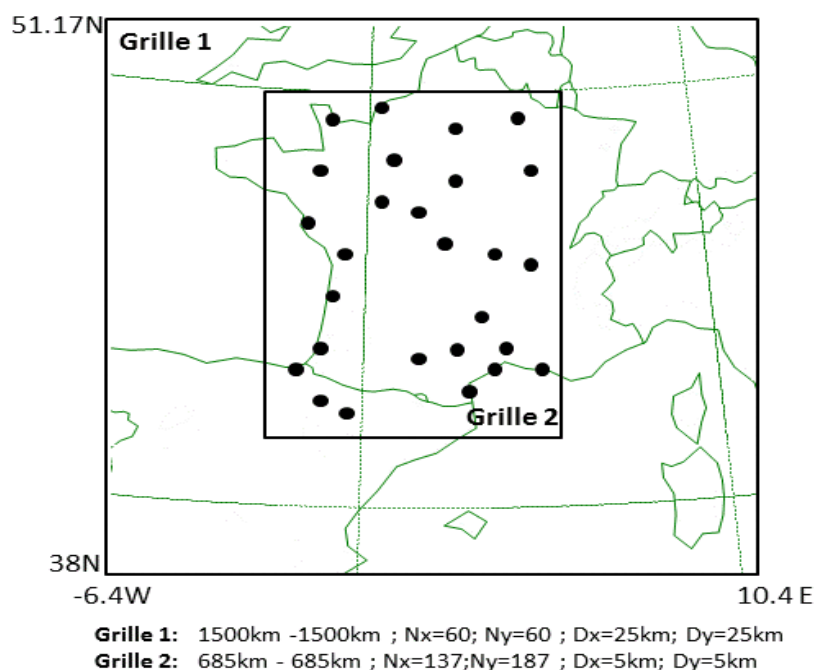 51.17N
Grille 1
Grille 2
38N
-6.4W
10.4 E
Grille 1: 1500km -1500km ; Nx=60; Ny=60 ; Dx=25km; Dy=25km
Grille 2: 685km - 685km ; Nx=137;Ny=187 ; Dx=5km; Dy=5km